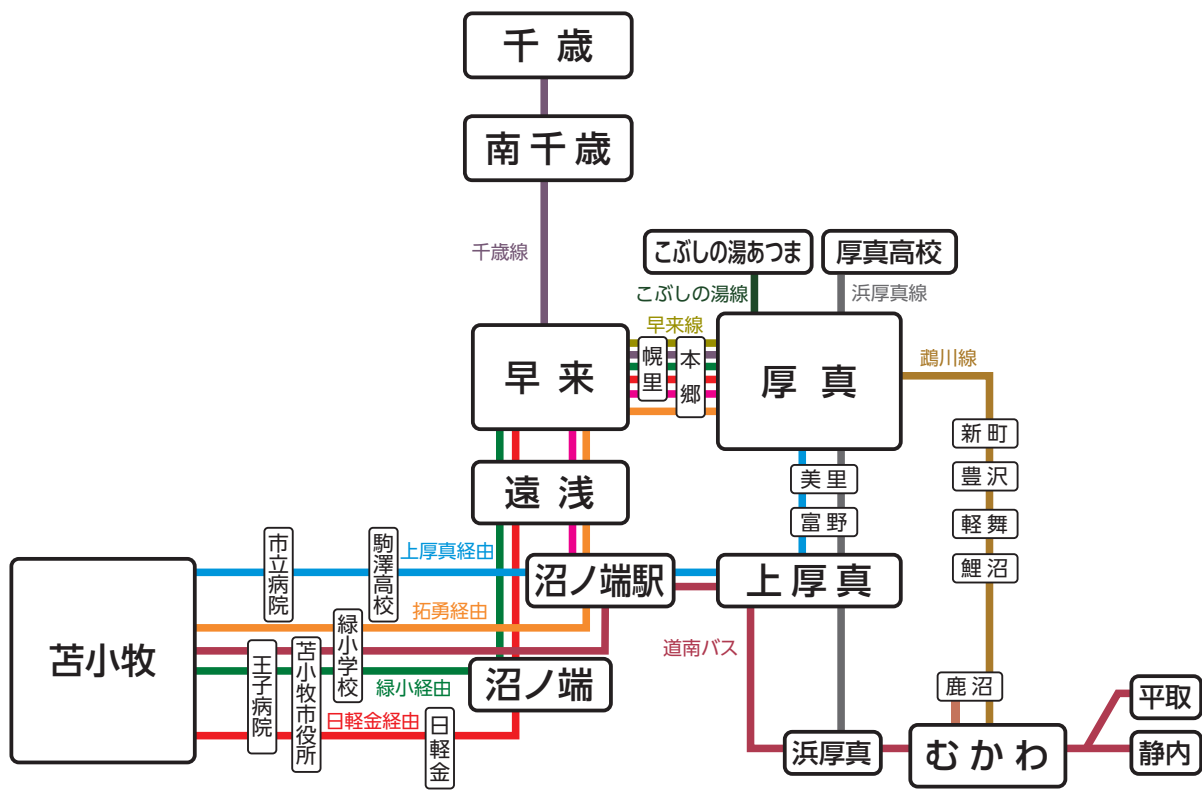 千歳
南千歳
千歳線
こぶしの湯あつま
厚真高校
こぶしの湯線
浜厚真線
早来線
早来
幌里
本郷
厚真
鵡川線
新町
豊沢
軽舞
鯉沼
遠浅
美里
富野
市立病院
駒澤高校
上厚真経由
沼ノ端駅
上厚真
拓勇経由
緑小学校
道南バス
苫小牧
王子病院
苫小牧市役所
緑小経由
沼ノ端
日軽金経由
日軽金
鹿沼
浜厚真
むかわ
平取
静内